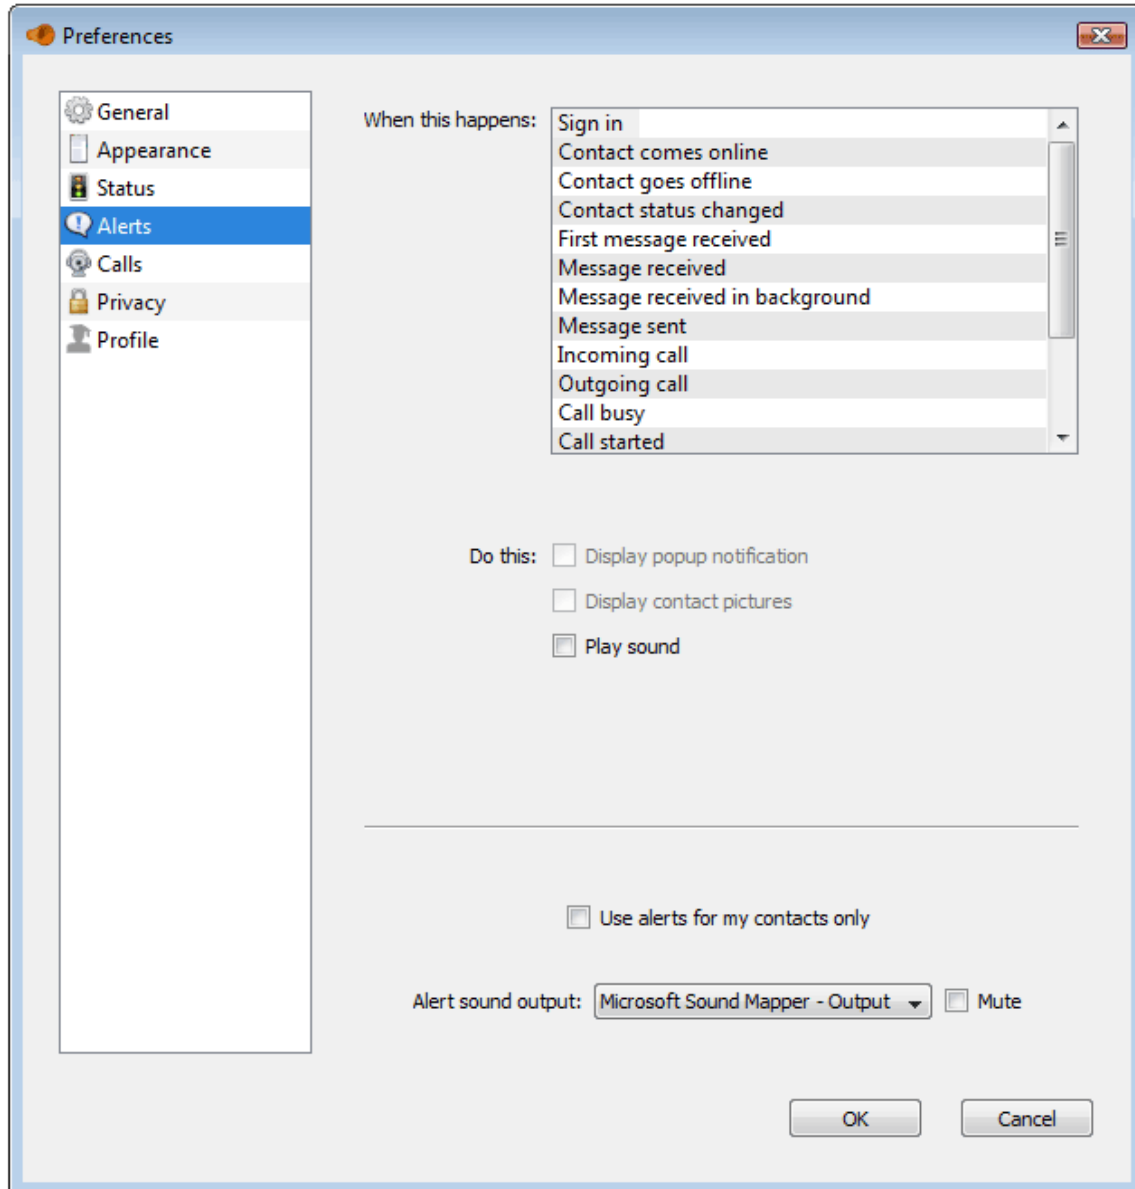 Preferences
General
Appearance
Status
Alerts
Calls
Privacy
Profile
When this happens:
Sign in
Contact comes online
Contact goes offline
Contact status changed
First message received
Message received
Message received in background
Message sent
Incoming call
Outgoing call
Call busy
Call started
Do this:
Display popup notification
Display contact pictures
Play sound
Use alerts for my contacts only
Alert sound output: Microsoft Sound Mapper - Output Mute
OK Cancel